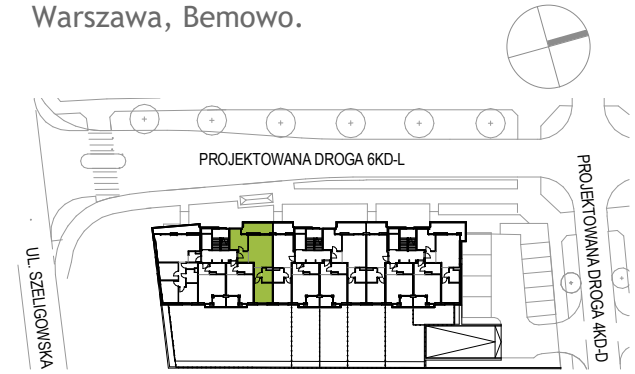 Warszawa, Bemowo.
PROJEKTOWANA DROGA 6KD-L
PROJEKTOWANA DROGA 4KD-D
UL. SZELIGOWSKA